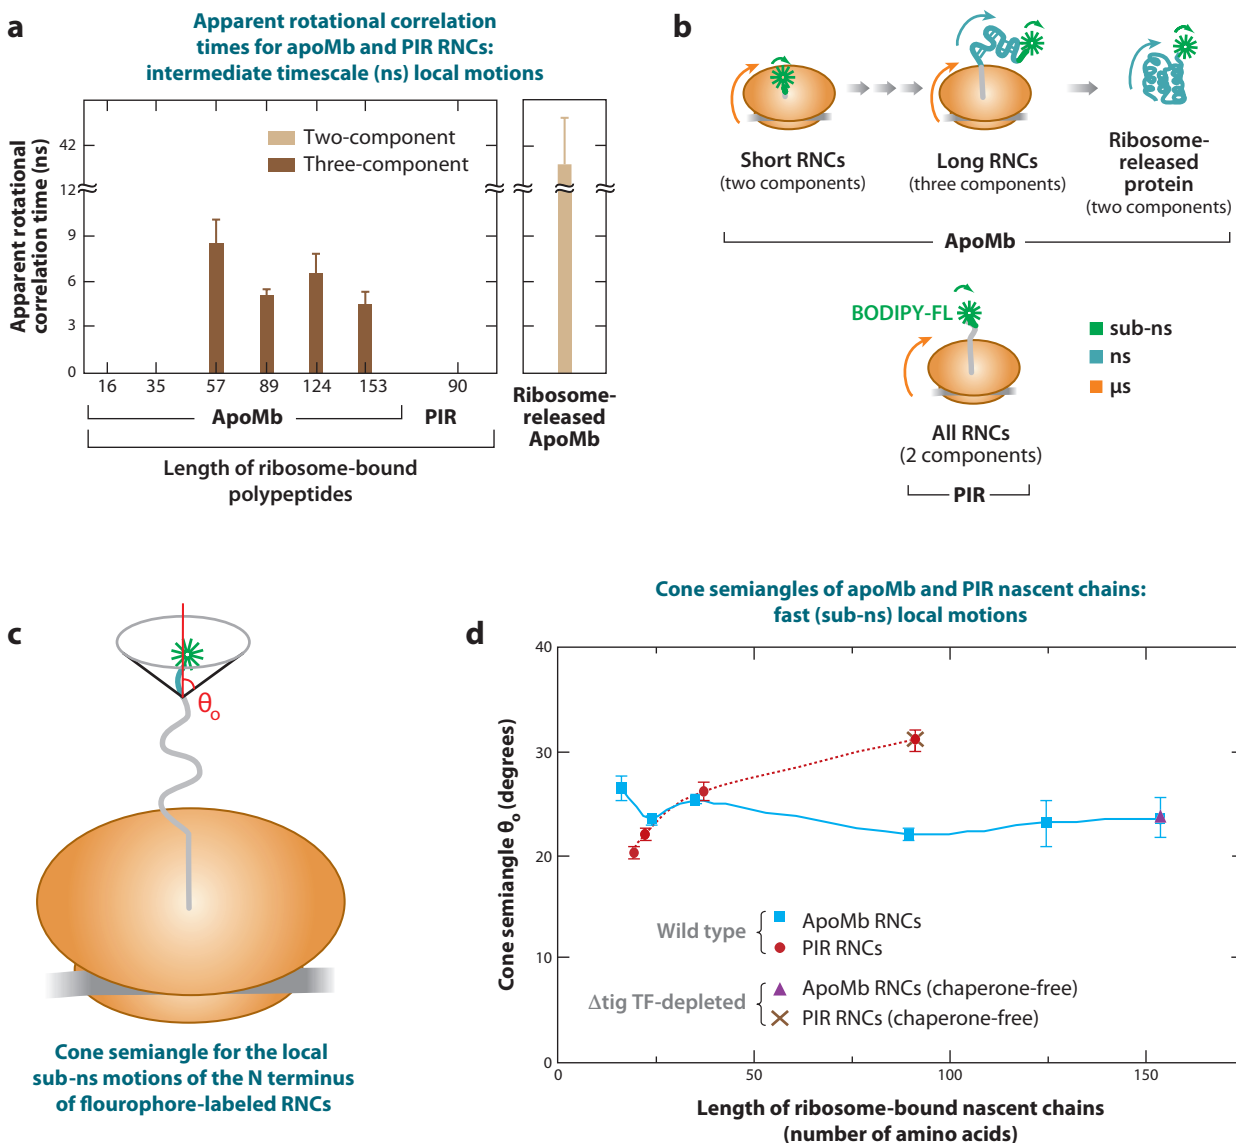 a
Apparent rotational correlation
times for apoMb and PIR RNCs:
intermediate timescale (ns) local motions
Apparent rotational
correlation time (ns)
42
12
9
6
3
0
Two-component
Three-component
16 35 57 89 124 153 90
ApoMb PIR
Length of ribosome-bound
polypeptides
Ribosome-
released
ApoMb
b
Short RNCs
(two components)
Long RNCs
(three components)
Ribosome-
released
protein
(two components)
ApoMb
BODIPY-FL
All RNCs
(2 components)
PIR
sub-ns
ns
μs
c
θo
Cone semiangle for the local
sub-ns motions of the N terminus
of flourophore-labeled RNCs
d
Cone semiangles of apoMb and PIR nascent chains:
fast (sub-ns) local motions
Cone semiangle θo (degrees)
40
30
20
10
0
Wild type
ApoMb RNCs
PIR RNCs
Δtig TF-depleted
ApoMb RNCs (chaperone-free)
PIR RNCs (chaperone-free)
0 50 100 150
Length of ribosome-bound nascent chains
(number of amino acids)